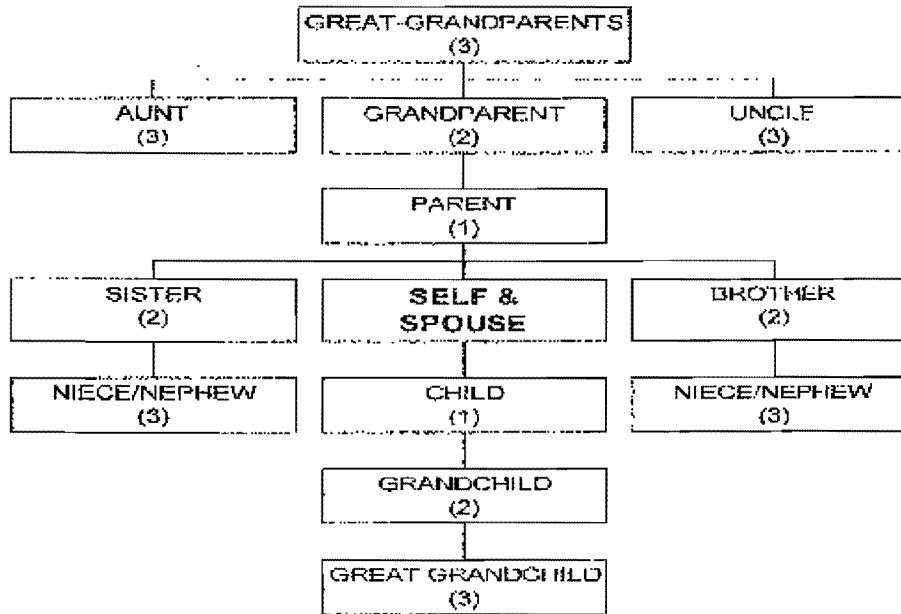 GREAT-GRANDPARENTS
(3)
AUNT
(3)
GRANDPARENT
(2)
UNCLE
(3)
PARENT
(1)
SISTER
(2)
SELF &
SPOUSE
BROTHER
(2)
NIECE/NEPHEW
(3)
CHILD
(1)
NIECE/NEPHEW
(3)
GRANDCHILD
(2)
GREAT GRANDCHILD
(3)